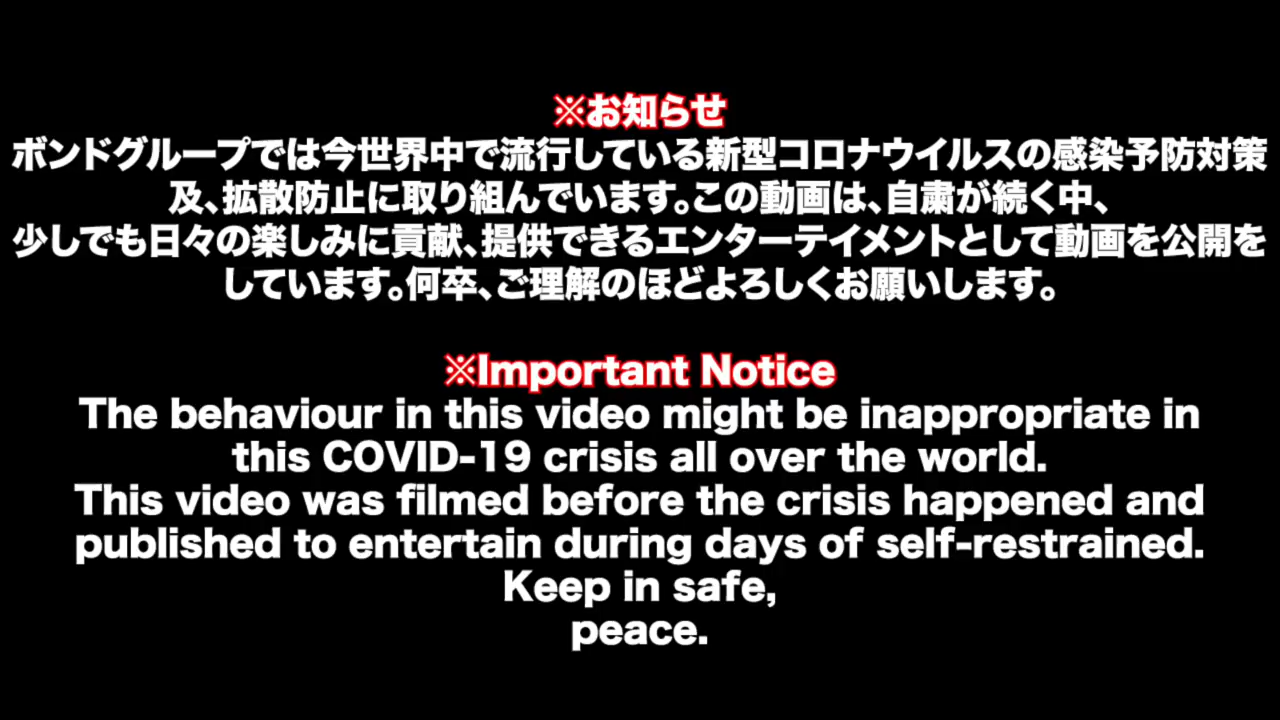 ※お知らせ
ボンドグループでは今世界中で流行している新型コロナウイルスの感染予防対策
及、拡散防止に取り組んでいます。この動画は、自粛が続く中、
少しでも日々の楽しみに貢献、提供できるエンターテイメントとして動画を公開を
しています。何卒、ご理解のほどよろしくお願いします。
※Important Notice
The behaviour in this video might be inappropriate in
this COVID-19 crisis all over the world.
This video was filmed before the crisis happened and
published to entertain during days of self-restrained.
Keep in safe,
peace.